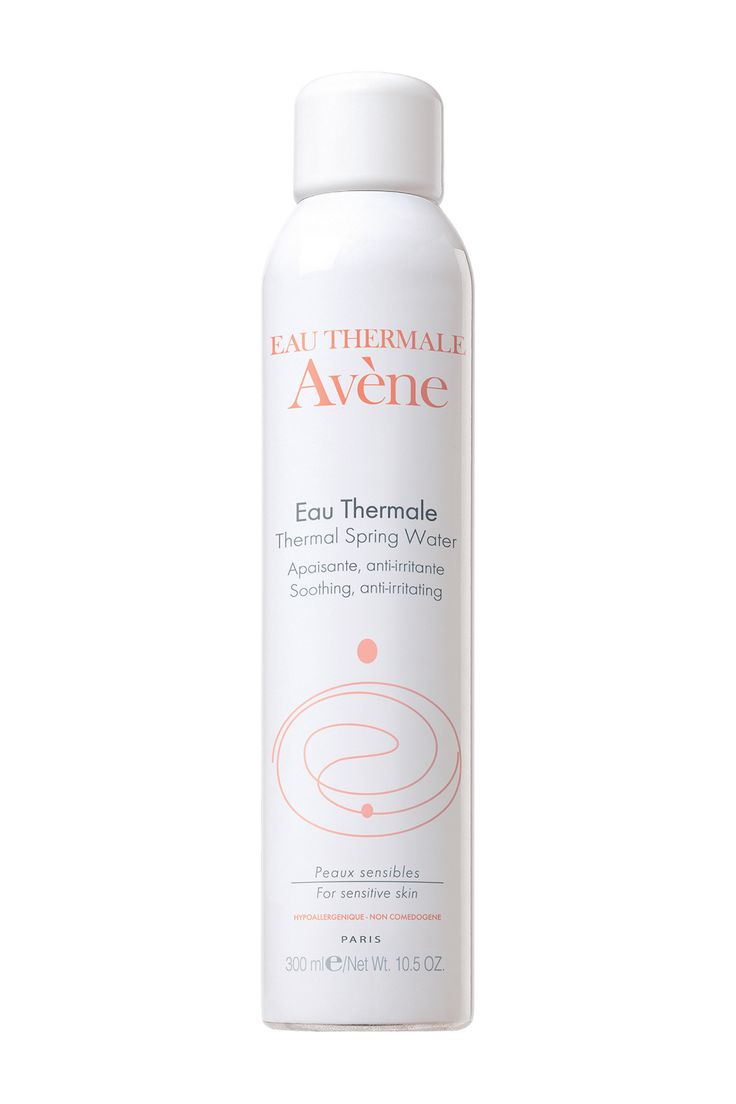 EAU THERMALE
Avène
Eau Thermale
Thermal Spring Water
Apaisante, anti-irritante
Soothing, anti-irritating
Peaux sensibles
For sensitive skin
HYPOALLERGENIQUE - NON COMEDOGENE
PARIS
300 ml℮/Net Wt. 10.5 OZ.